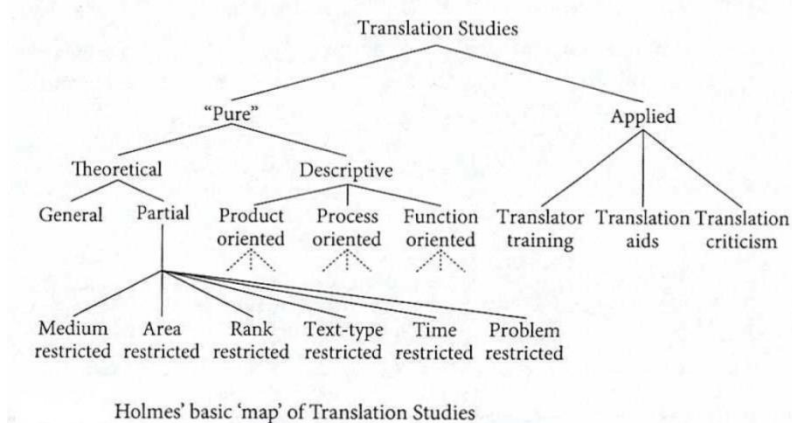 Translation Studies
"Pure"
Applied
Theoretical
Descriptive
General
Partial
Product
oriented
Process
oriented
Function
oriented
Translator
training
Translation
aids
Translation
criticism
Medium
restricted
Area
restricted
Rank
restricted
Text-type
restricted
Time
restricted
Problem
restricted
Holmes' basic 'map' of Translation Studies